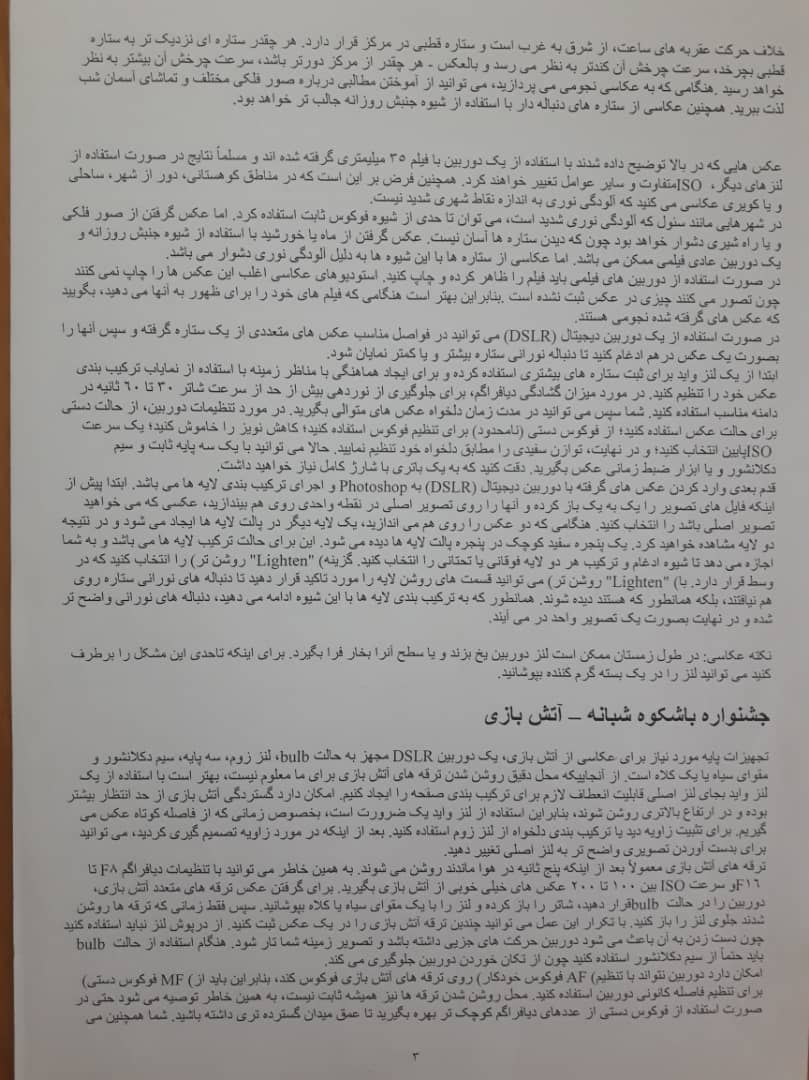 خلاف حرکت عقربه های ساعت، از شرق به غرب است و ستاره قطبی در مرکز قرار دارد. هر چقدر ستاره ای نزدیک تر به ستاره
قطبی بچرخد، سرعت چرخش آن کندتر به نظر می رسد و بالعکس - هر چقدر از مرکز دورتر باشد، سرعت چرخش آن بیشتر به نظر
خواهد رسید .هنگامی که به عکاسی نجومی می پردازید، می توانید از آموختن مطالبی درباره صور فلکی مختلف و تماشای آسمان شب
لذت ببرید. همچنین عکاسی از ستاره های دنباله دار با استفاده از شیوه جنبش روزانه جالب تر خواهد بود.
عکس هایی که در بالا توضیح داده شدند با استفاده از یک دوربین با فیلم ۳۵ میلیمتری گرفته شده اند و مسلماً نتایج در صورت استفاده از
لنزهای دیگر، ISOمتفاوت و سایر عوامل تغییر خواهند کرد. همچنین فرض بر این است که در مناطق کوهستانی، دور از شهر، ساحلی
و یا کویری عکاسی می کنید که آلودگی نوری به اندازه نقاط شهری شدید نیست.
در شهرهایی مانند سئول که آلودگی نوری شدید است، می توان تا حدی از شیوه فوکوس ثابت استفاده کرد. اما عکس گرفتن از صور فلکی
و یا راه شیری دشوار خواهد بود چون که دیدن ستاره ها آسان نیست. عکس گرفتن از ماه یا خورشید با استفاده از شیوه جنبش روزانه و
یک دوربین عادی فیلمی ممکن می باشد. اما عکاسی از ستاره ها با این شیوه ها به دلیل آلودگی نوری دشوار می باشد.
در صورت استفاده از دوربین های فیلمی باید فیلم را ظاهر کرده و چاپ کنید. استودیوهای عکاسی اغلب این عکس ها را چاپ نمی کنند
چون تصور می کنند چیزی در عکس ثبت نشده است .بنابراین بهتر است هنگامی که فیلم های خود را برای ظهور به آنها می دهید، بگویید
که عکس های گرفته شده نجومی هستند.
در صورت استفاده از یک دوربین دیجیتال (DSLR) می توانید در فواصل مناسب عکس های متعددی از یک ستاره گرفته و سپس آنها را
بصورت یک عکس درهم ادغام کنید تا دنباله نورانی ستاره بیشتر و یا کمتر نمایان شود.
ابتدا از یک لنز واید برای ثبت ستاره های بیشتری استفاده کرده و برای ایجاد هماهنگی با مناظر زمینه با استفاده از نمایاب ترکیب بندی
عکس خود را تنظیم کنید. در مورد میزان گشادگی دیافراگم، برای جلوگیری از نوردهی بیش از حد از سرعت شاتر ۳۰ تا ۶۰ ثانیه در
دامنه مناسب استفاده کنید. شما سپس می توانید در مدت زمان دلخواه عکس های متوالی بگیرید. در مورد تنظیمات دوربین، از حالت دستی
برای حالت عکس استفاده کنید؛ از فوکوس دستی (نامحدود) برای تنظیم فوکوس استفاده کنید؛ کاهش نویز را خاموش کنید؛ یک سرعت
ISOپایین انتخاب کنید؛ و در نهایت، توازن سفیدی را مطابق دلخواه خود تنظیم نمایید. حالا می توانید با یک سه پایه ثابت و سیم
دکلانشور و یا ابزار ضبط زمانی عکس بگیرید. دقت کنید که به یک باتری با شارژ کامل نیاز خواهید داشت.
قدم بعدی وارد کردن عکس های گرفته با دوربین دیجیتال (DSLR) به Photoshop و اجرای ترکیب بندی لایه ها می باشد. ابتدا پیش از
اینکه فایل های تصویر را یک به یک باز کرده و آنها را روی تصویر اصلی در نقطه واحدی روی هم بیندازید، عکسی که می خواهید
تصویر اصلی باشد را انتخاب کنید. هنگامی که دو عکس را روی هم می اندازید، یک لایه دیگر در پالت لایه ها ایجاد می شود و در نتیجه
دو لایه مشاهده خواهید کرد. یک پنجره سفید کوچک در پنجره پالت لایه ها دیده می شود. این برای حالت ترکیب لایه ها می باشد و به شما
اجازه می دهد تا شیوه ادغام و ترکیب هر دو لایه فوقانی یا تحتانی را انتخاب کنید. گزینه) "Lighten" روشن تر) را انتخاب کنید که در
وسط قرار دارد. با) "Lighten" روشن تر) می توانید قسمت های روشن لایه را مورد تاکید قرار دهید تا دنباله های نورانی ستاره روی
هم نیافتند، بلکه همانطور که هستند دیده شوند. همانطور که به ترکیب بندی لایه ها با این شیوه ادامه می دهید، دنباله های نورانی واضح تر
شده و در نهایت بصورت یک تصویر واحد در می آیند.
نکته عکاسی: در طول زمستان ممکن است لنز دوربین یخ بزند و یا سطح آنرا بخار فرا بگیرد. برای اینکه تاحدی این مشکل را برطرف
کنید می توانید لنز را در یک بسته گرم کننده بپوشانید.
جشنواره باشکوه شبانه – آتش بازی
تجهیزات پایه مورد نیاز برای عکاسی از آتش بازی، یک دوربین DSLR مجهز به حالت bulb، لنز زوم، سه پایه، سیم دکلانشور و
مقوای سیاه یا یک کلاه است. از آنجاییکه محل دقیق روشن شدن ترقه های آتش بازی برای ما معلوم نیست، بهتر است با استفاده از یک
لنز واید بجای لنز اصلی قابلیت انعطاف لازم برای ترکیب بندی صفحه را ایجاد کنیم. امکان دارد گستردگی آتش بازی از حد انتظار بیشتر
بوده و در ارتفاع بالاتری روشن شوند، بنابراین استفاده از لنز واید یک ضرورت است، بخصوص زمانی که از فاصله کوتاه عکس می
گیریم. برای تثبیت زاویه دید یا ترکیب بندی دلخواه از لنز زوم استفاده کنید. بعد از اینکه در مورد زاویه تصمیم گیری کردید، می توانید
برای بدست آوردن تصویری واضح تر به لنز اصلی تغییر دهید.
ترقه های آتش بازی معمولاً بعد از اینکه پنج ثانیه در هوا ماندند روشن می شوند. به همین خاطر می توانید با تنظیمات دیافراگم F۸ تا
F۱۶و سرعت ISO بین ۱۰۰ تا ۲۰۰ عکس های خیلی خوبی از آتش بازی بگیرید. برای گرفتن عکس ترقه های متعدد آتش بازی،
دوربین را در حالت bulbقرار دهید، شاتر را باز کرده و لنز را با یک مقوای سیاه یا کلاه بپوشانید. سپس فقط زمانی که ترقه ها روشن
شدند جلوی لنز را باز کنید. با تکرار این عمل می توانید چندین ترقه آتش بازی را در یک عکس ثبت کنید. از درپوش لنز نباید استفاده کنید
چون دست زدن به آن باعث می شود دوربین حرکت های جزیی داشته باشد و تصویر زمینه شما تار شود. هنگام استفاده از حالت bulb
باید حتماً از سیم دکلانشور استفاده کنید چون از تکان خوردن دوربین جلوگیری می کند.
امکان دارد دوربین نتواند با تنظیم) AF فوکوس خودکار) روی ترقه های آتش بازی فوکوس کند، بنابراین باید از) MF فوکوس دستی)
برای تنظیم فاصله کانونی دوربین استفاده کنید. محل روشن شدن ترقه ها نیز همیشه ثابت نیست، به همین خاطر توصیه می شود حتی در
صورت استفاده از فوکوس دستی از عددهای دیافراگم کوچک تر بهره بگیرید تا عمق میدان گسترده تری داشته باشید. شما همچنین می
۳